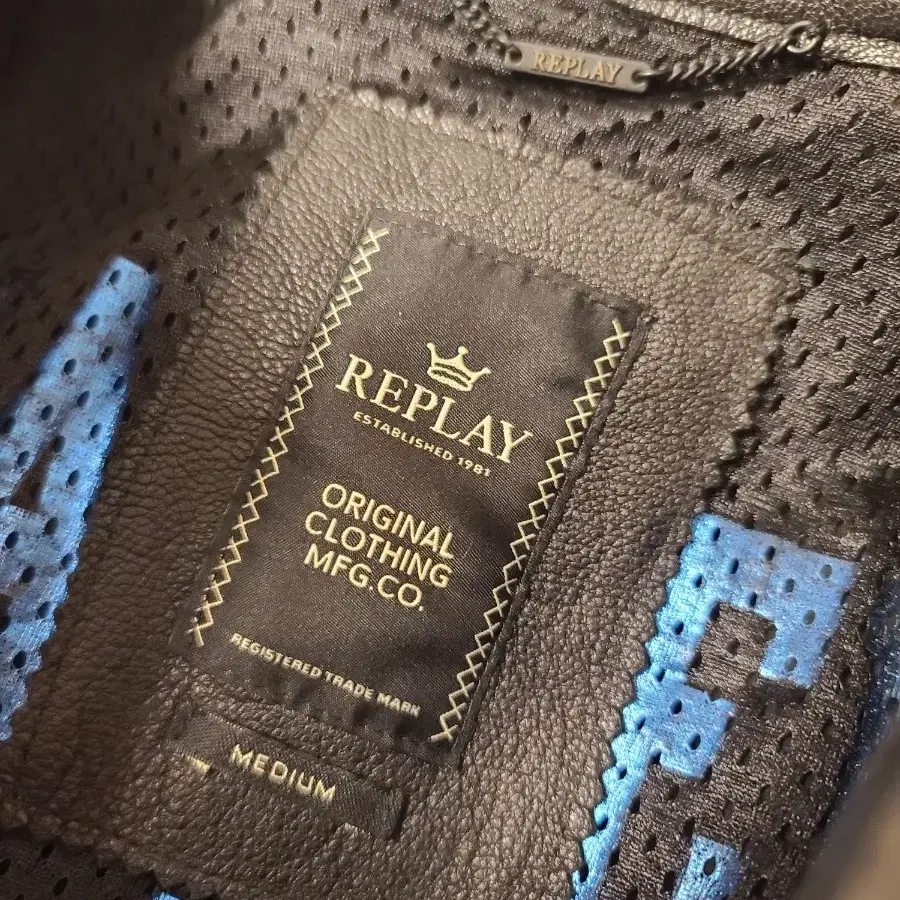 REPLAY
REPLAY
ESTABLISHED 1981
ORIGINAL
CLOTHING
MFG.CO.
REGISTERED TRADE MARK
MEDIUM